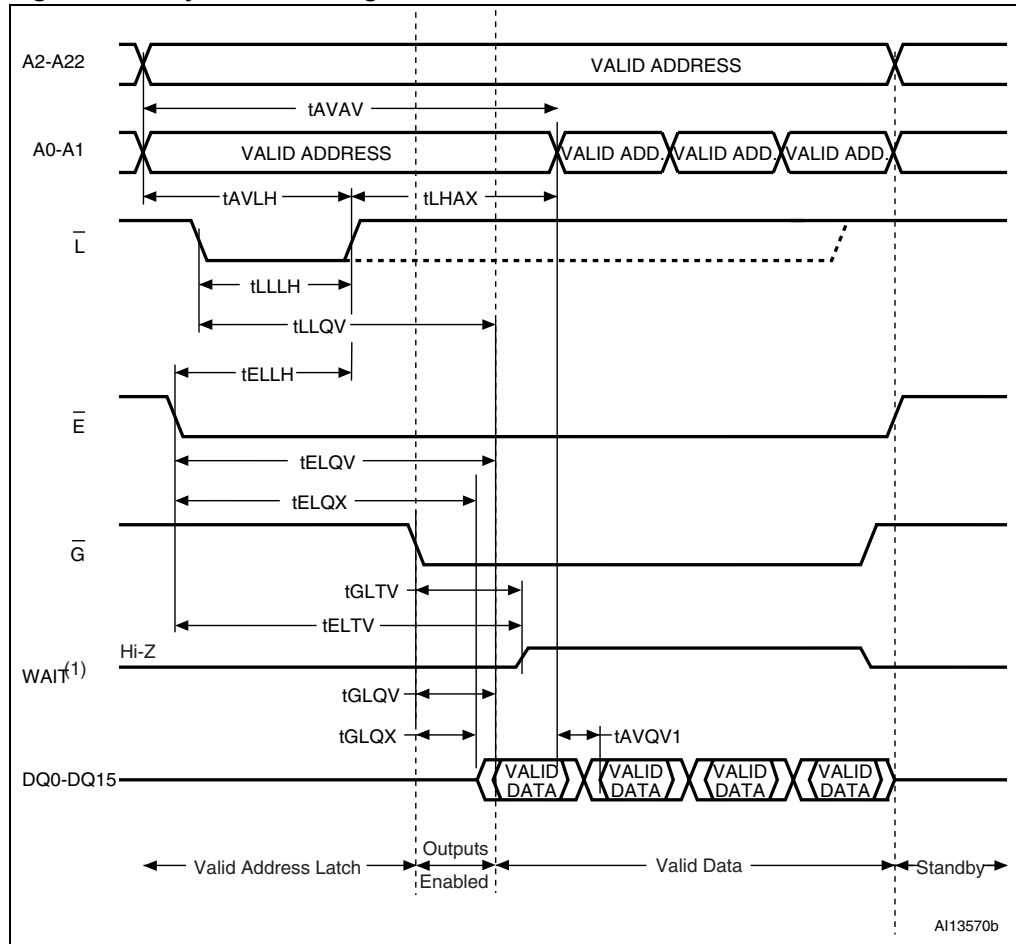 A2-A22
VALID ADDRESS
tAVAV
A0-A1
VALID ADDRESS
VALID ADD.
VALID ADD.
VALID ADD.
tAVLH
tLHAX
L
tLLLH
tLLQV
tELLH
E
tELQV
tELQX
G
tGLTV
tELTV
Hi-Z
WAIT(1)
tGLQV
tGLQX
tAVQV1
DQ0-DQ15
VALID DATA
VALID DATA
VALID DATA
VALID DATA
Valid Address Latch
Outputs Enabled
Valid Data
Standby
AI13570b